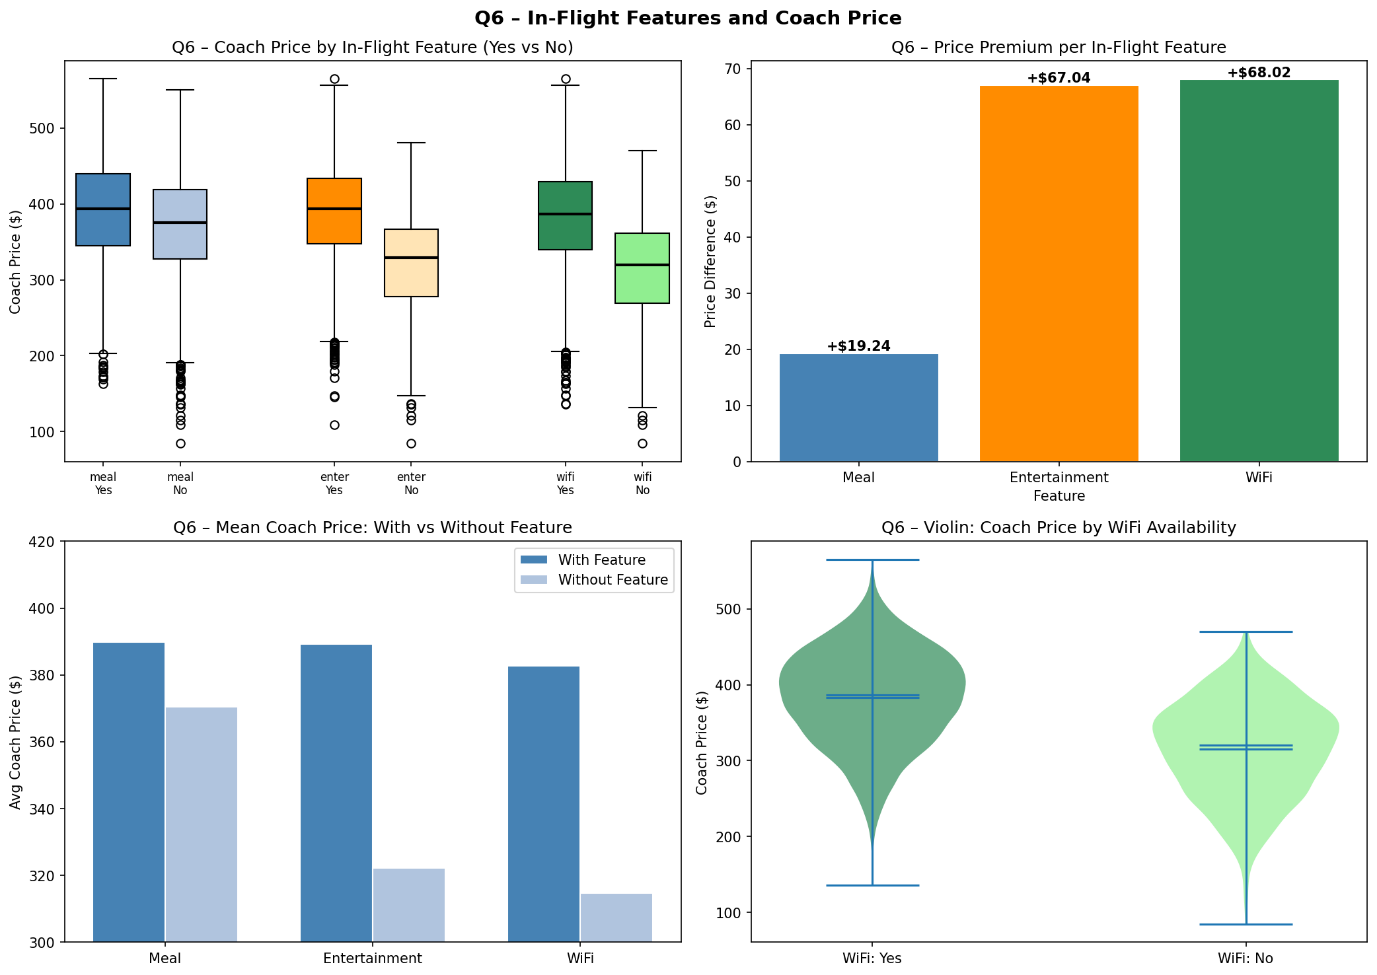 Q6 – In-Flight Features and Coach Price
Q6 – Coach Price by In-Flight Feature (Yes vs No)
Coach Price ($)
500
400
300
200
100
meal
Yes
meal
No
enter
Yes
enter
No
wifi
Yes
wifi
No
Q6 – Price Premium per In-Flight Feature
Price Difference ($)
70
60
50
40
30
20
10
0
+$19.24
+$67.04
+$68.02
Meal
Entertainment
WiFi
Feature
Q6 – Mean Coach Price: With vs Without Feature
Avg Coach Price ($)
420
400
380
360
340
320
300
With Feature
Without Feature
Meal
Entertainment
WiFi
Q6 – Violin: Coach Price by WiFi Availability
Coach Price ($)
500
400
300
200
100
WiFi: Yes
WiFi: No